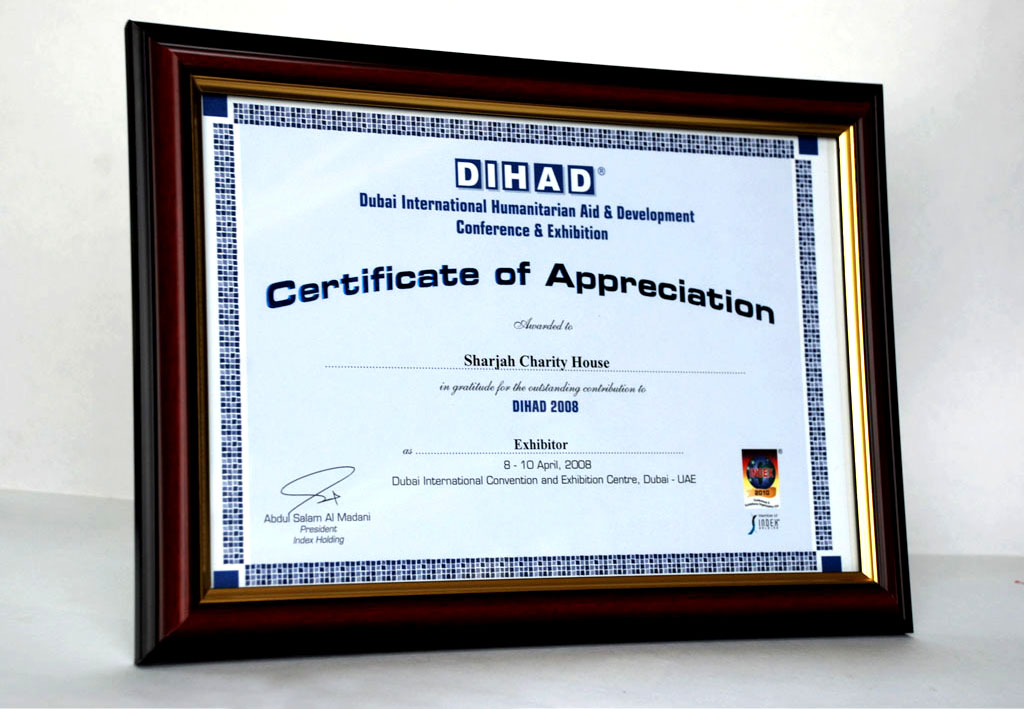 DIHAD®
Dubai International Humanitarian Aid & Development
Conference & Exhibition
Certificate of Appreciation
Awarded to
Sharjah Charity House
in gratitude for the outstanding contribution to
DIHAD 2008
as Exhibitor
8 - 10 April, 2008
Dubai International Convention and Exhibition Centre, Dubai - UAE
Abdul Salam Al Madani
President
Index Holding
2010
INDEX